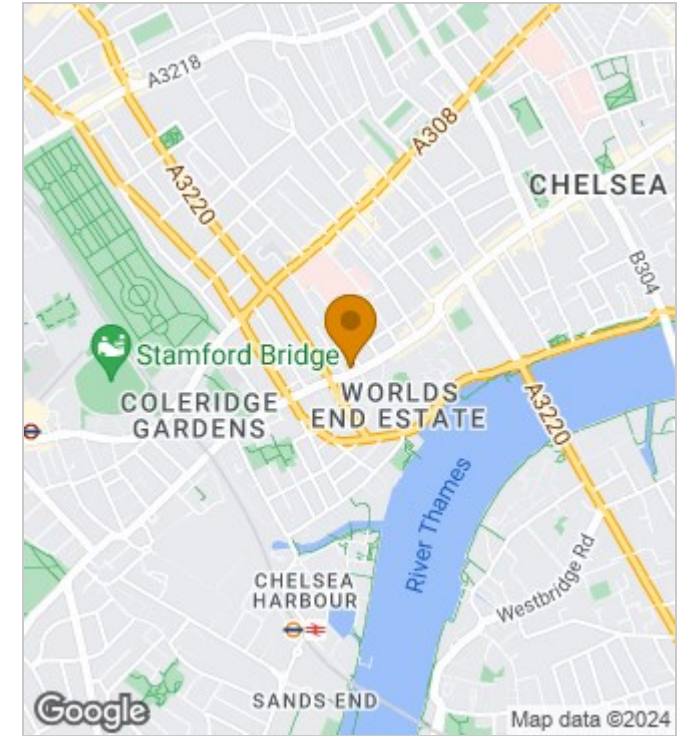 A3218
A308
A3220
CHELSEA
B304
Stamford Bridge
COLERIDGE
GARDENS
WORLDS
END ESTATE
A3220
River Thames
Westbridge Rd
CHELSEA
HARBOUR
SANDS END
Google
Map data ©2024